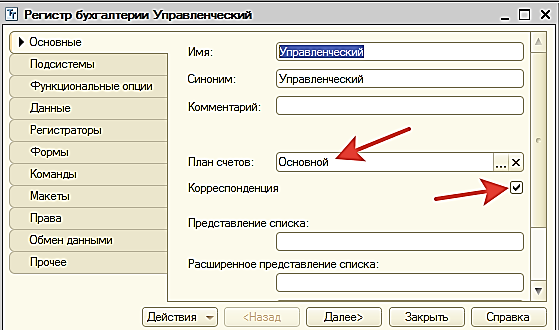 Регистр бухгалтерии Управленческий
Основные
Подсистемы
Функциональные опции
Данные
Регистраторы
Формы
Команды
Макеты
Права
Обмен данными
Прочее
Имя: Управленческий
Синоним: Управленческий
Комментарий:
План счетов: Основной ...
Корреспонденция
Представление списка:
Расширенное представление списка:
Действия <Назад Далее> Закрыть Справка